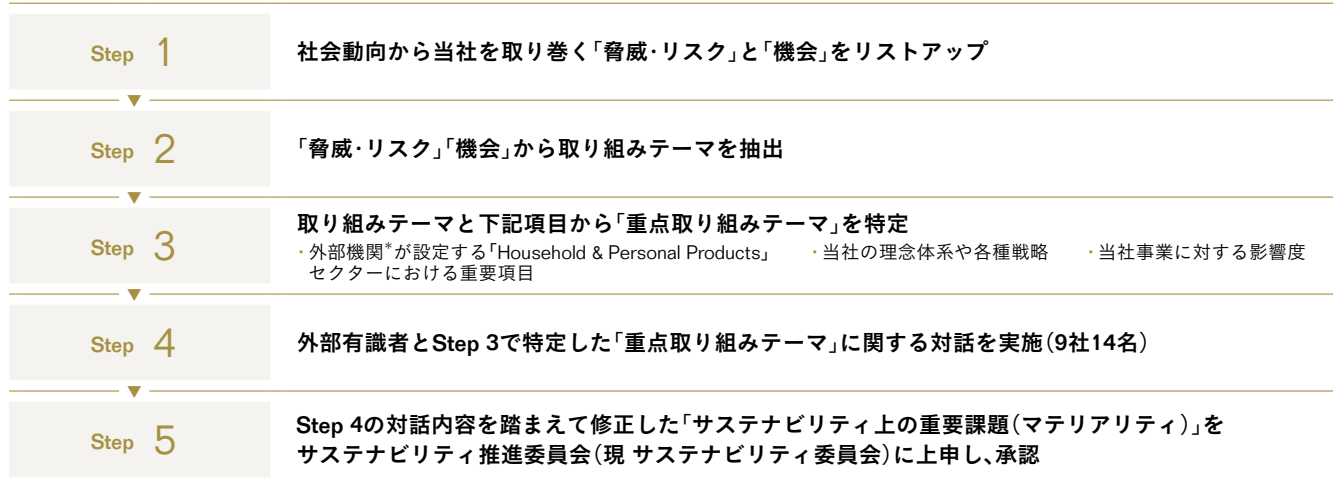 Step 1
社会動向から当社を取り巻く「脅威・リスク」と「機会」をリストアップ
Step 2
「脅威・リスク」「機会」から取り組みテーマを抽出
Step 3
取り組みテーマと下記項目から「重点取り組みテーマ」を特定
・外部機関*が設定する「Household & Personal Products」 ・当社の理念体系や各種戦略 ・当社事業に対する影響度
セクターにおける重要項目
Step 4
外部有識者とStep 3で特定した「重点取り組みテーマ」に関する対話を実施(9社14名)
Step 5
Step 4の対話内容を踏まえて修正した「サステナビリティ上の重要課題(マテリアリティ)」を
サステナビリティ推進委員会(現 サステナビリティ委員会)に上申し、承認